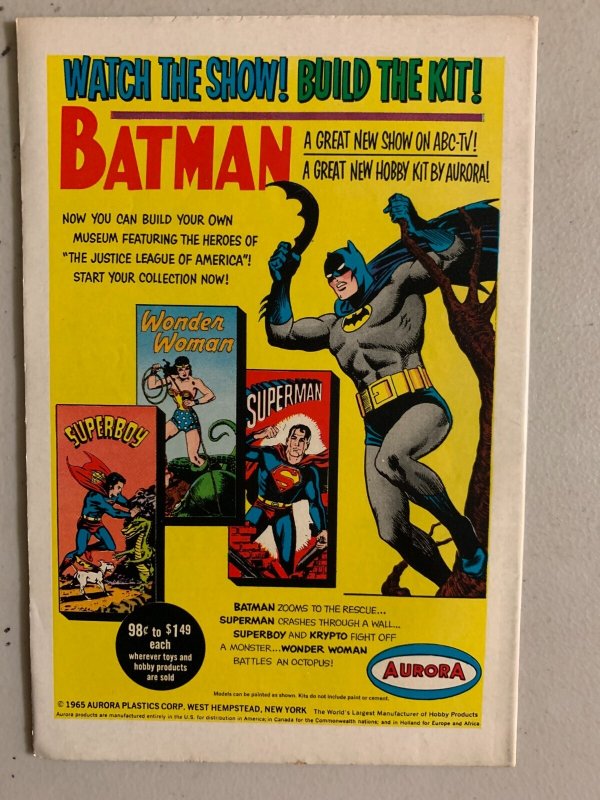 WATCH THE SHOW! BUILD THE KIT!
BATMAN
A GREAT NEW SHOW ON ABC-TV!
A GREAT NEW HOBBY KIT BY AURORA!
NOW YOU CAN BUILD YOUR OWN
MUSEUM FEATURING THE HEROES OF
"THE JUSTICE LEAGUE OF AMERICA"!
START YOUR COLLECTION NOW!
Wonder
Woman
SUPERMAN
SUPERBOY
98¢ to $1 49
each
wherever toys and
hobby products
are sold
BATMAN ZOOMS TO THE RESCUE...
SUPERMAN CRASHES THROUGH A WALL...
SUPERBOY AND KRYPTO FIGHT OFF
A MONSTER...WONDER WOMAN
BATTLES AN OCTOPUS!
AURORA
Models can be painted as shown. Kits do not include paint or cement.
© 1965 AURORA PLASTICS CORP. WEST HEMPSTEAD, NEW YORK The World's Largest Manufacturer of Hobby Products
Aurora products are manufactured entirely in the U.S. for distribution in America; in Canada for the Commonwealth nations; and in Holland for Europe and Africa